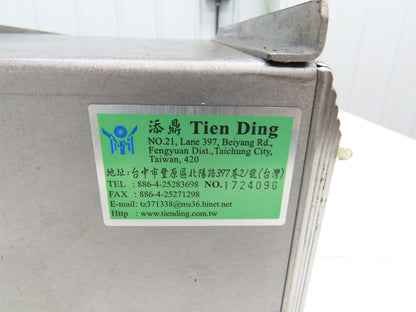 添鼎 Tien Ding
NO.21, Lane 397, Beiyang Rd.,
Fengyuan Dist.,Taichung City,
Taiwan, 420
地址:台中市豐原區北陽路397巷21號(台灣)
TEL : 886-4-25283698 NO.1724096
FAX : 886-4-25271298
E-mail: tz371338@ms36.hinet.net
Http : www.tiending.com.tw